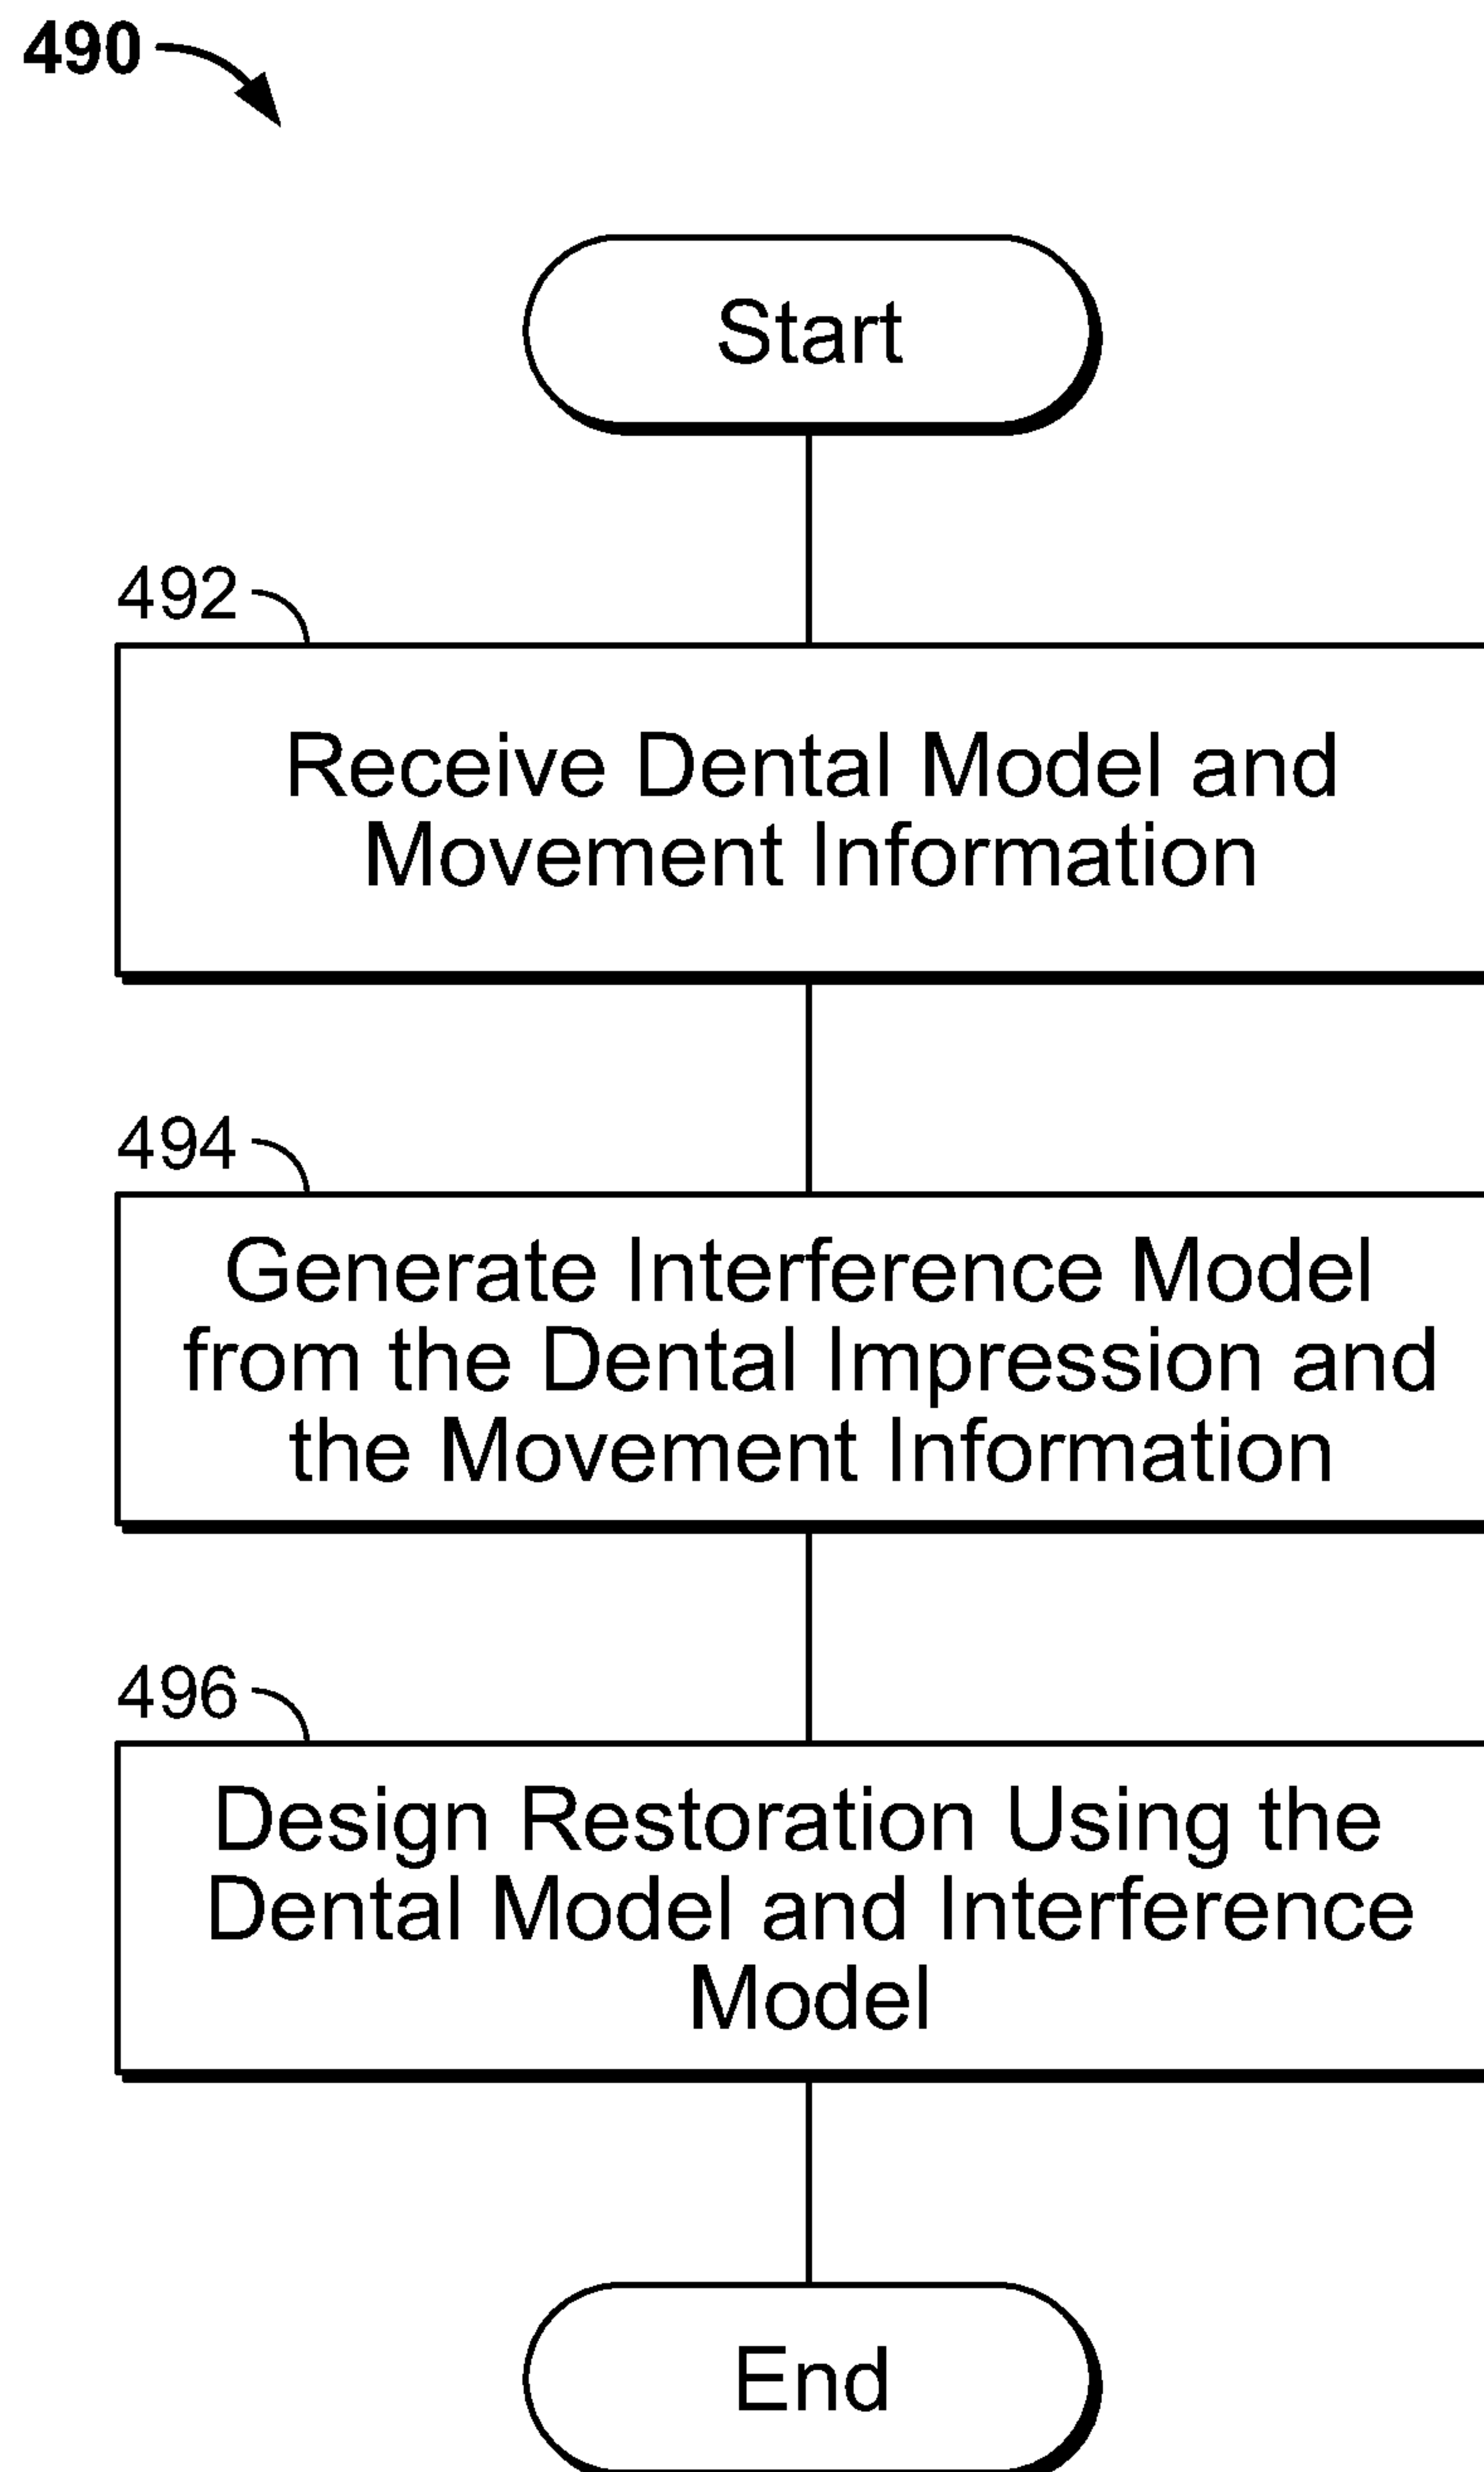 490
Start
492
Receive Dental Model and
Movement Information
494
Generate Interference Model
from the Dental Impression and
the Movement Information
496
Design Restoration Using the
Dental Model and Interference
Model
End